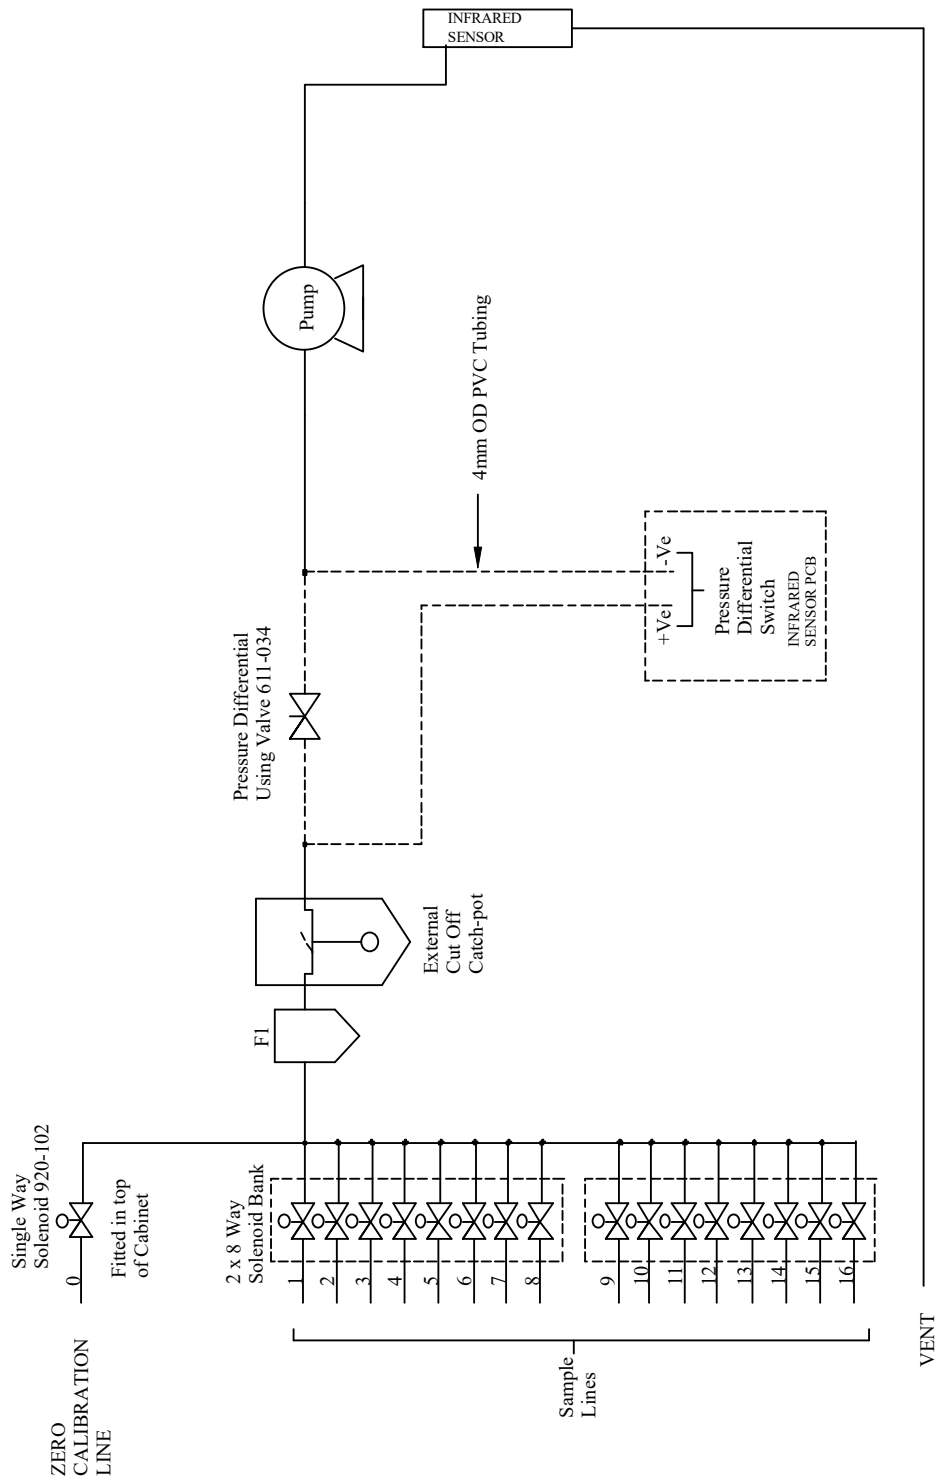 INFRARED
SENSOR
Pump
4mm OD PVC Tubing
Pressure Differential
Using Valve 611-034
+Ve
-Ve
Pressure
Differential
Switch
INFRARED
SENSOR PCB
External
Cut Off
Catch-pot
F1
Single Way
Solenoid 920-102
0
Fitted in top
of Cabinet
2 x 8 Way
Solenoid Bank
1
2
3
4
5
6
7
8
9
10
11
12
13
14
15
16
ZERO
CALIBRATION
LINE
Sample
Lines
VENT